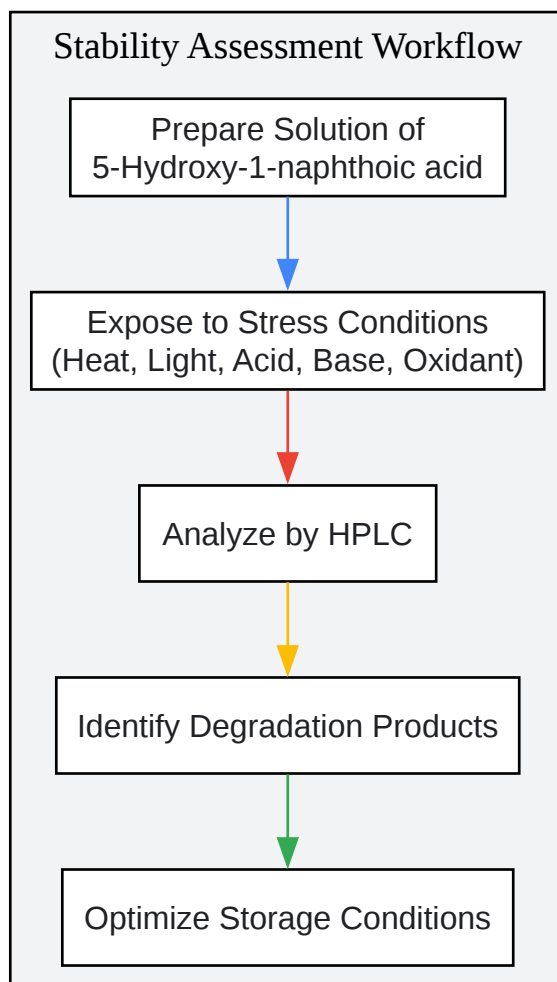 Stability Assessment Workflow
Prepare Solution of
5-Hydroxy-1-naphthoic acid
Expose to Stress Conditions
(Heat, Light, Acid, Base, Oxidant)
Analyze by HPLC
Identify Degradation Products
Optimize Storage Conditions